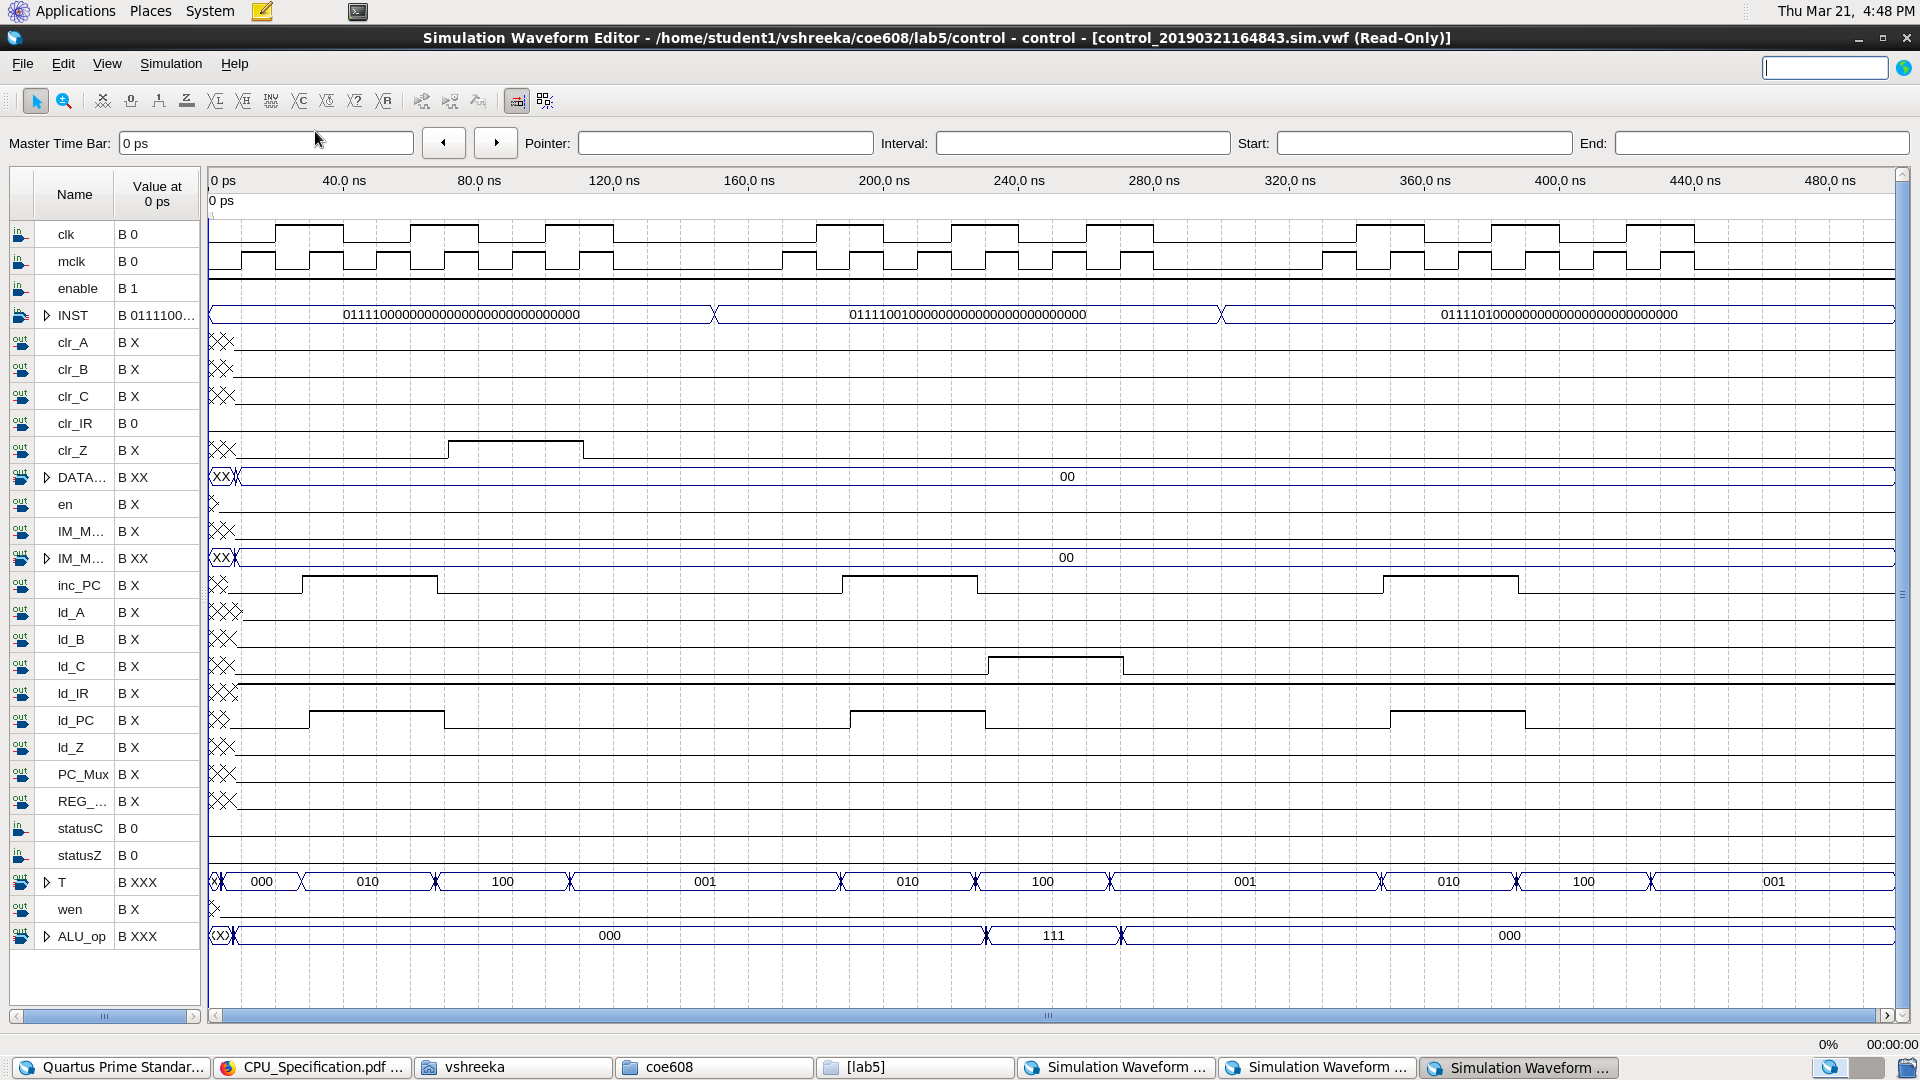 Applications Places System
Thu Mar 21, 4:48 PM
Simulation Waveform Editor - /home/student1/vshreeka/coe608/lab5/control - control - [control_20190321164843.sim.vwf (Read-Only)]
File Edit View Simulation Help
Master Time Bar: 0 ps Pointer: Interval: Start: End:
Name Value at 0 ps
0 ps 40.0 ns 80.0 ns 120.0 ns 160.0 ns 200.0 ns 240.0 ns 280.0 ns 320.0 ns 360.0 ns 400.0 ns 440.0 ns 480.0 ns
0 ps
in clk B 0
in mclk B 0
in enable B 1
in INST B 0111100...
out clr_A B X
out clr_B B X
out clr_C B X
out clr_IR B 0
out clr_Z B X
out DATA... B XX XX 00
out en B X
out IM_M... B X
out IM_M... B XX XX 00
out inc_PC B X
out ld_A B X
out ld_B B X
out ld_C B X
out ld_IR B X
out ld_PC B X
out ld_Z B X
out PC_Mux B X
out REG_... B X
in statusC B 0
in statusZ B 0
out T B XXX 000 010 100 001 010 100 001 010 100 001
out wen B X
out ALU_op B XXX 000 111 000
0% 00:00:00
Quartus Prime Standar... CPU_Specification.pdf ... vshreeka coe608 [lab5] Simulation Waveform ... Simulation Waveform ... Simulation Waveform ...